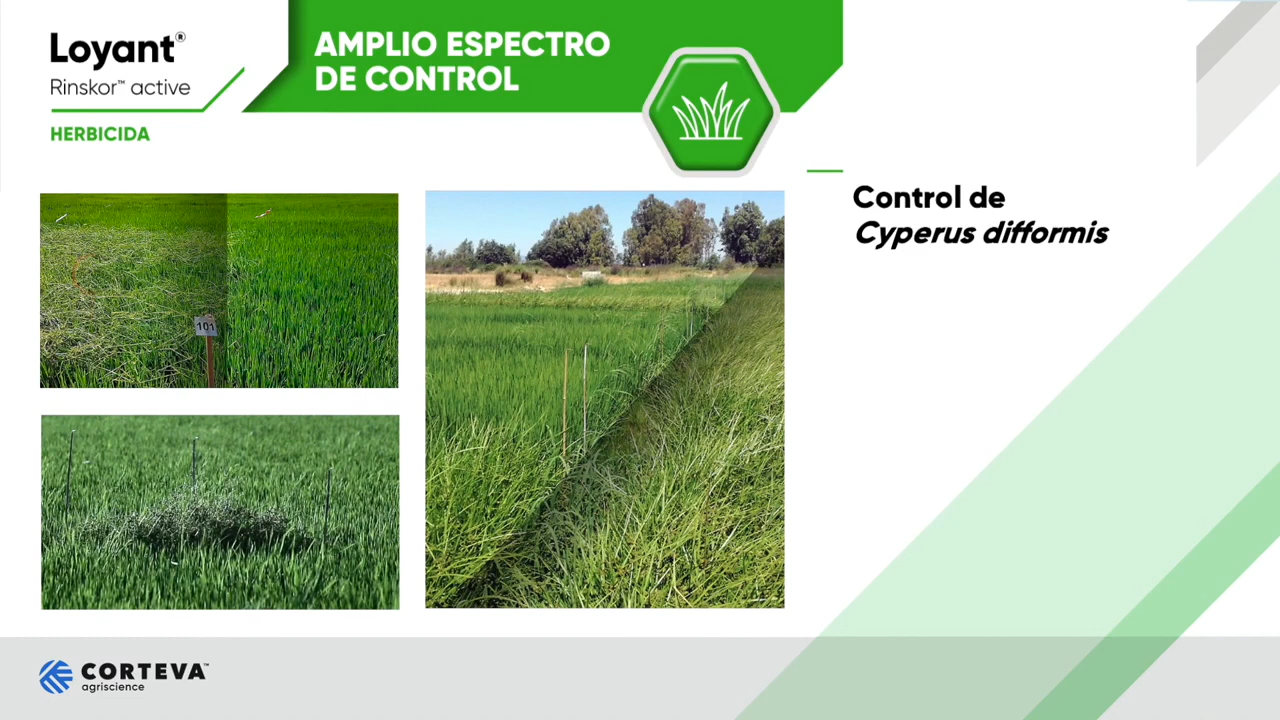 Loyant®
Rinskor™ active
HERBICIDA
AMPLIO ESPECTRO
DE CONTROL
Control de
Cyperus difformis
101
CORTEVA™
agriscience